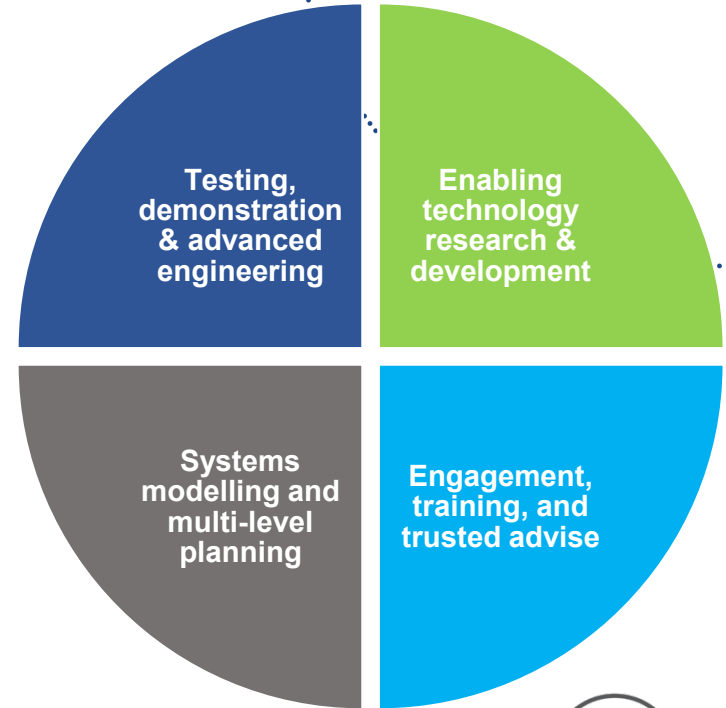 Testing,
demonstration
& advanced
engineering
Enabling
technology
research &
development
Systems
modelling and
multi-level
planning
Engagement,
training, and
trusted advise